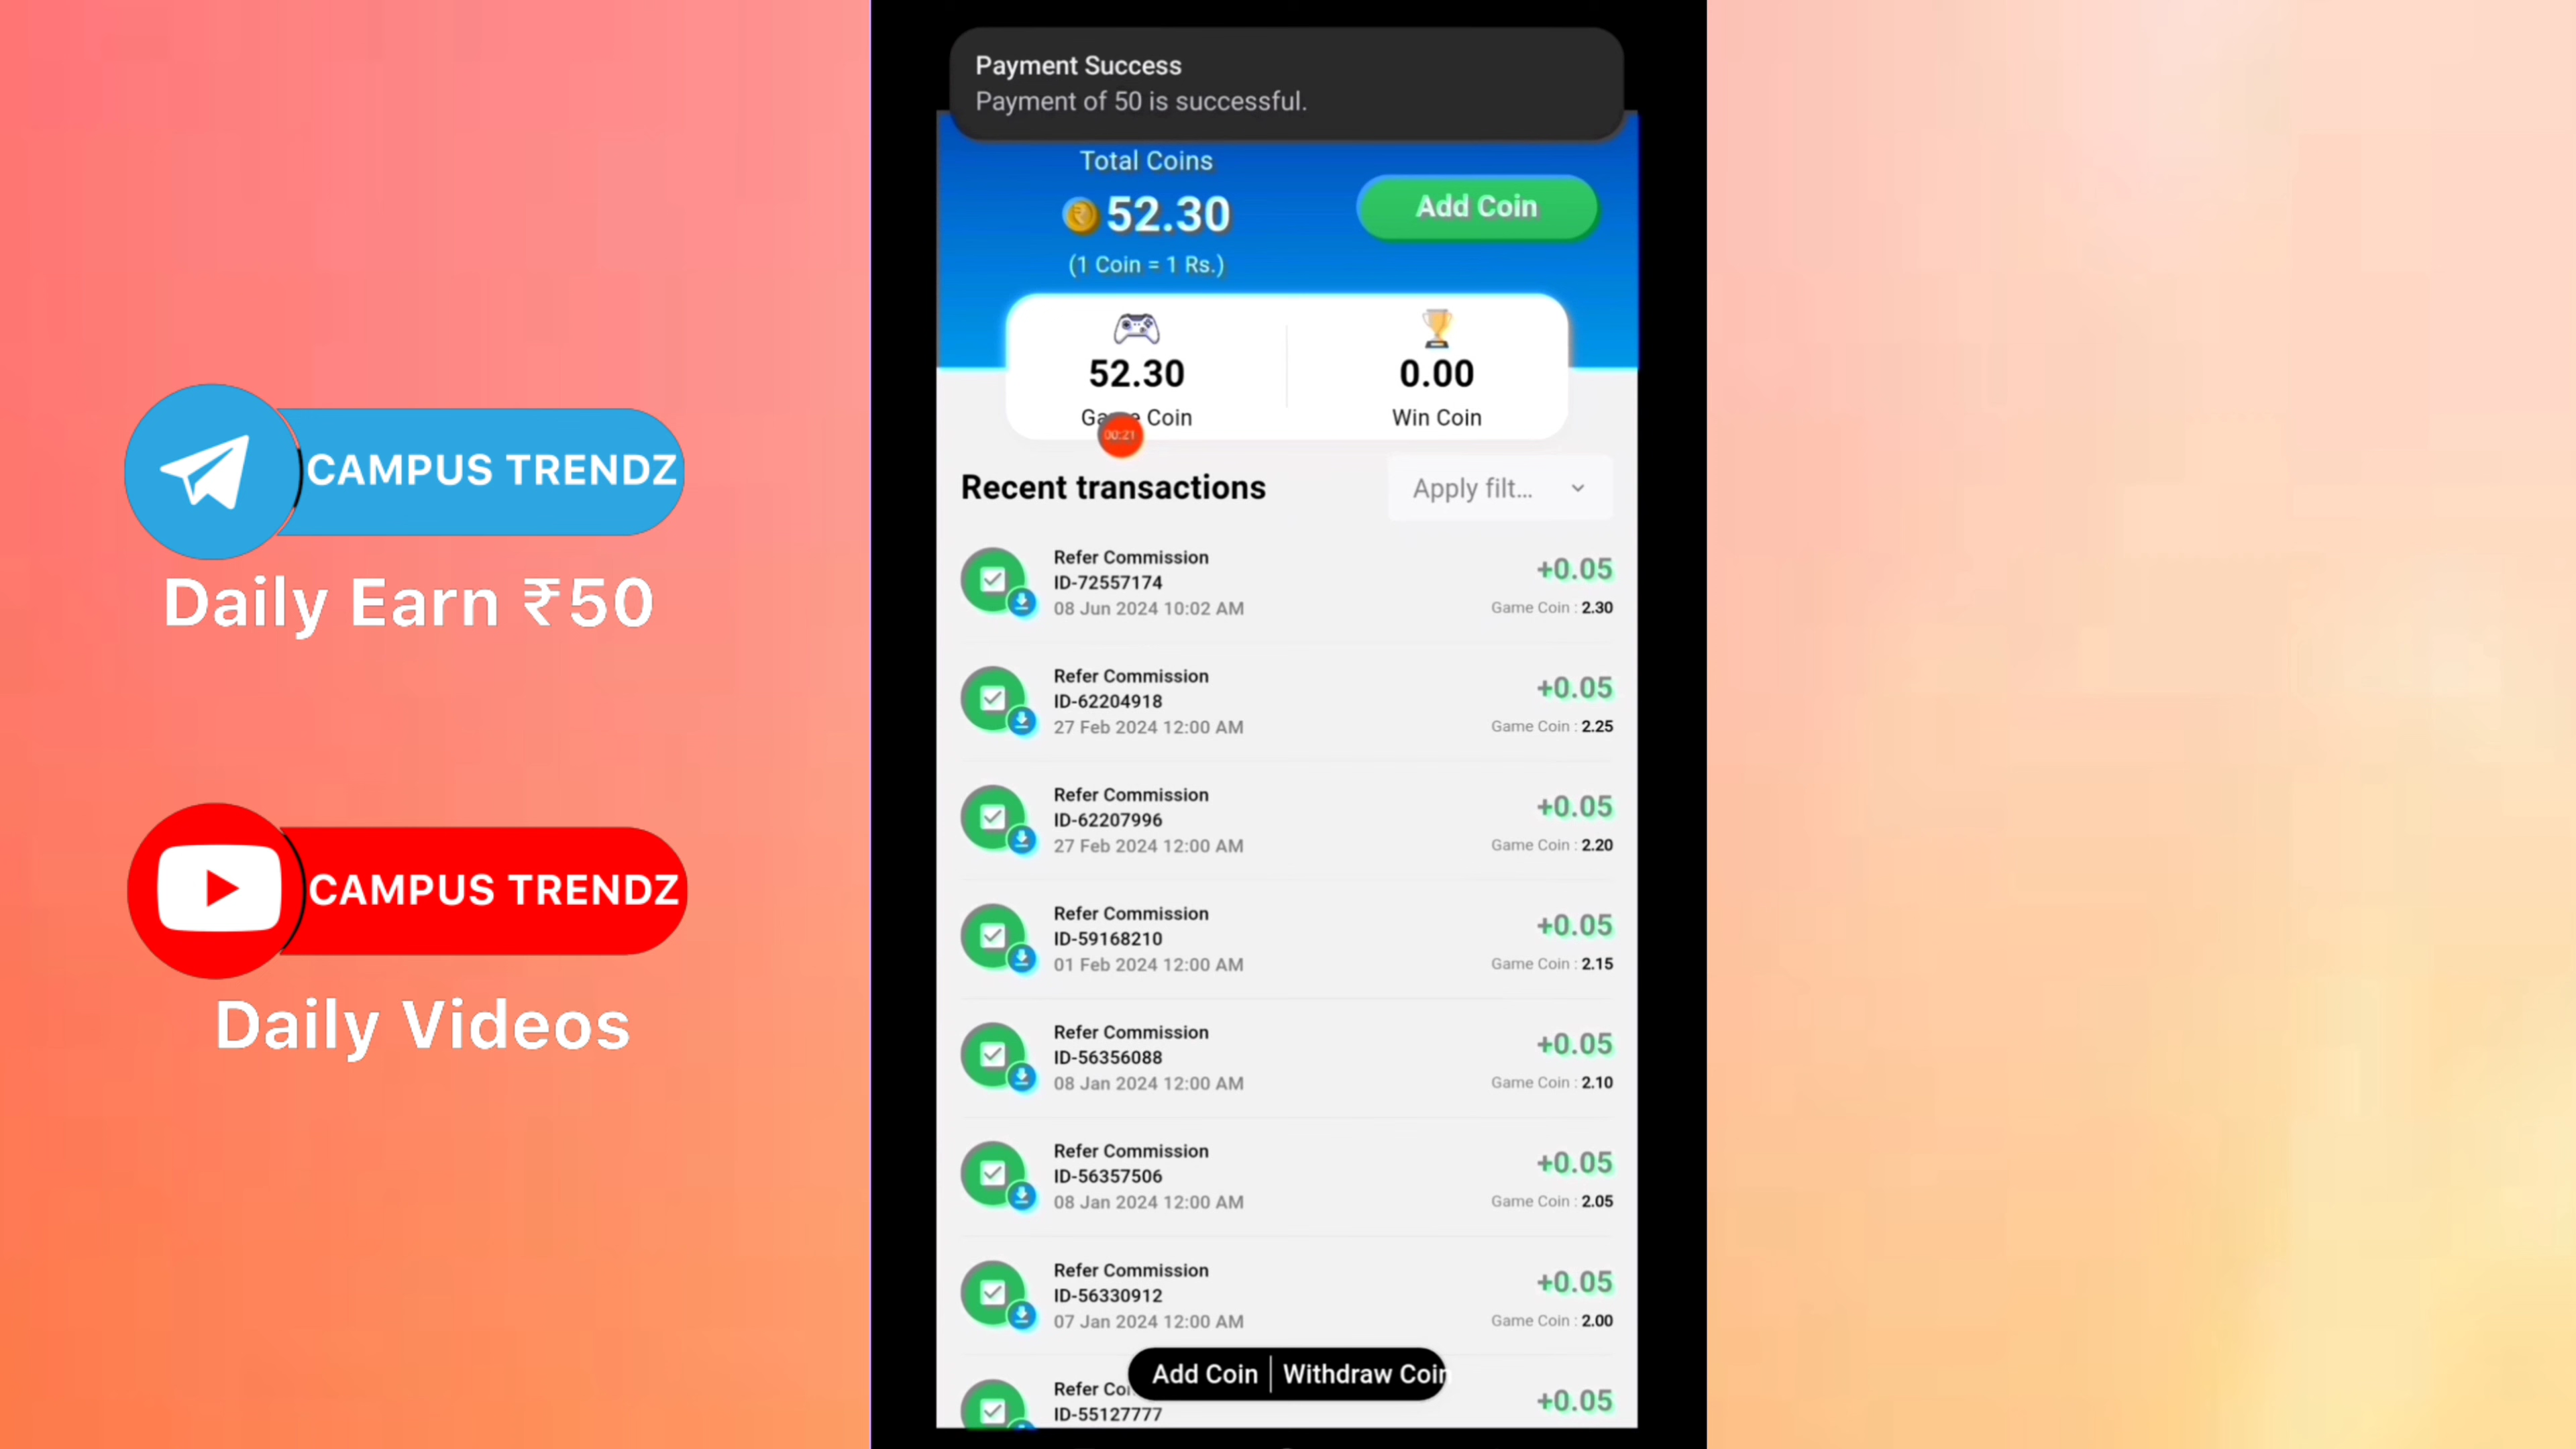 CAMPUS TRENDZ
Daily Earn ₹50
CAMPUS TRENDZ
Daily Videos
Payment Success
Payment of 50 is successful.
Total Coins
52.30
(1 Coin = 1 Rs.)
Add Coin
52.30
Game Coin
00:21
0.00
Win Coin
Recent transactions
Apply filt...
Refer Commission
ID-72557174
08 Jun 2024 10:02 AM
+0.05
Game Coin : 2.30
Refer Commission
ID-62204918
27 Feb 2024 12:00 AM
+0.05
Game Coin : 2.25
Refer Commission
ID-62207996
27 Feb 2024 12:00 AM
+0.05
Game Coin : 2.20
Refer Commission
ID-59168210
01 Feb 2024 12:00 AM
+0.05
Game Coin : 2.15
Refer Commission
ID-56356088
08 Jan 2024 12:00 AM
+0.05
Game Coin : 2.10
Refer Commission
ID-56357506
08 Jan 2024 12:00 AM
+0.05
Game Coin : 2.05
Refer Commission
ID-56330912
07 Jan 2024 12:00 AM
+0.05
Game Coin : 2.00
Refer
ID-55127777
+0.05
Add Coin | Withdraw Coin